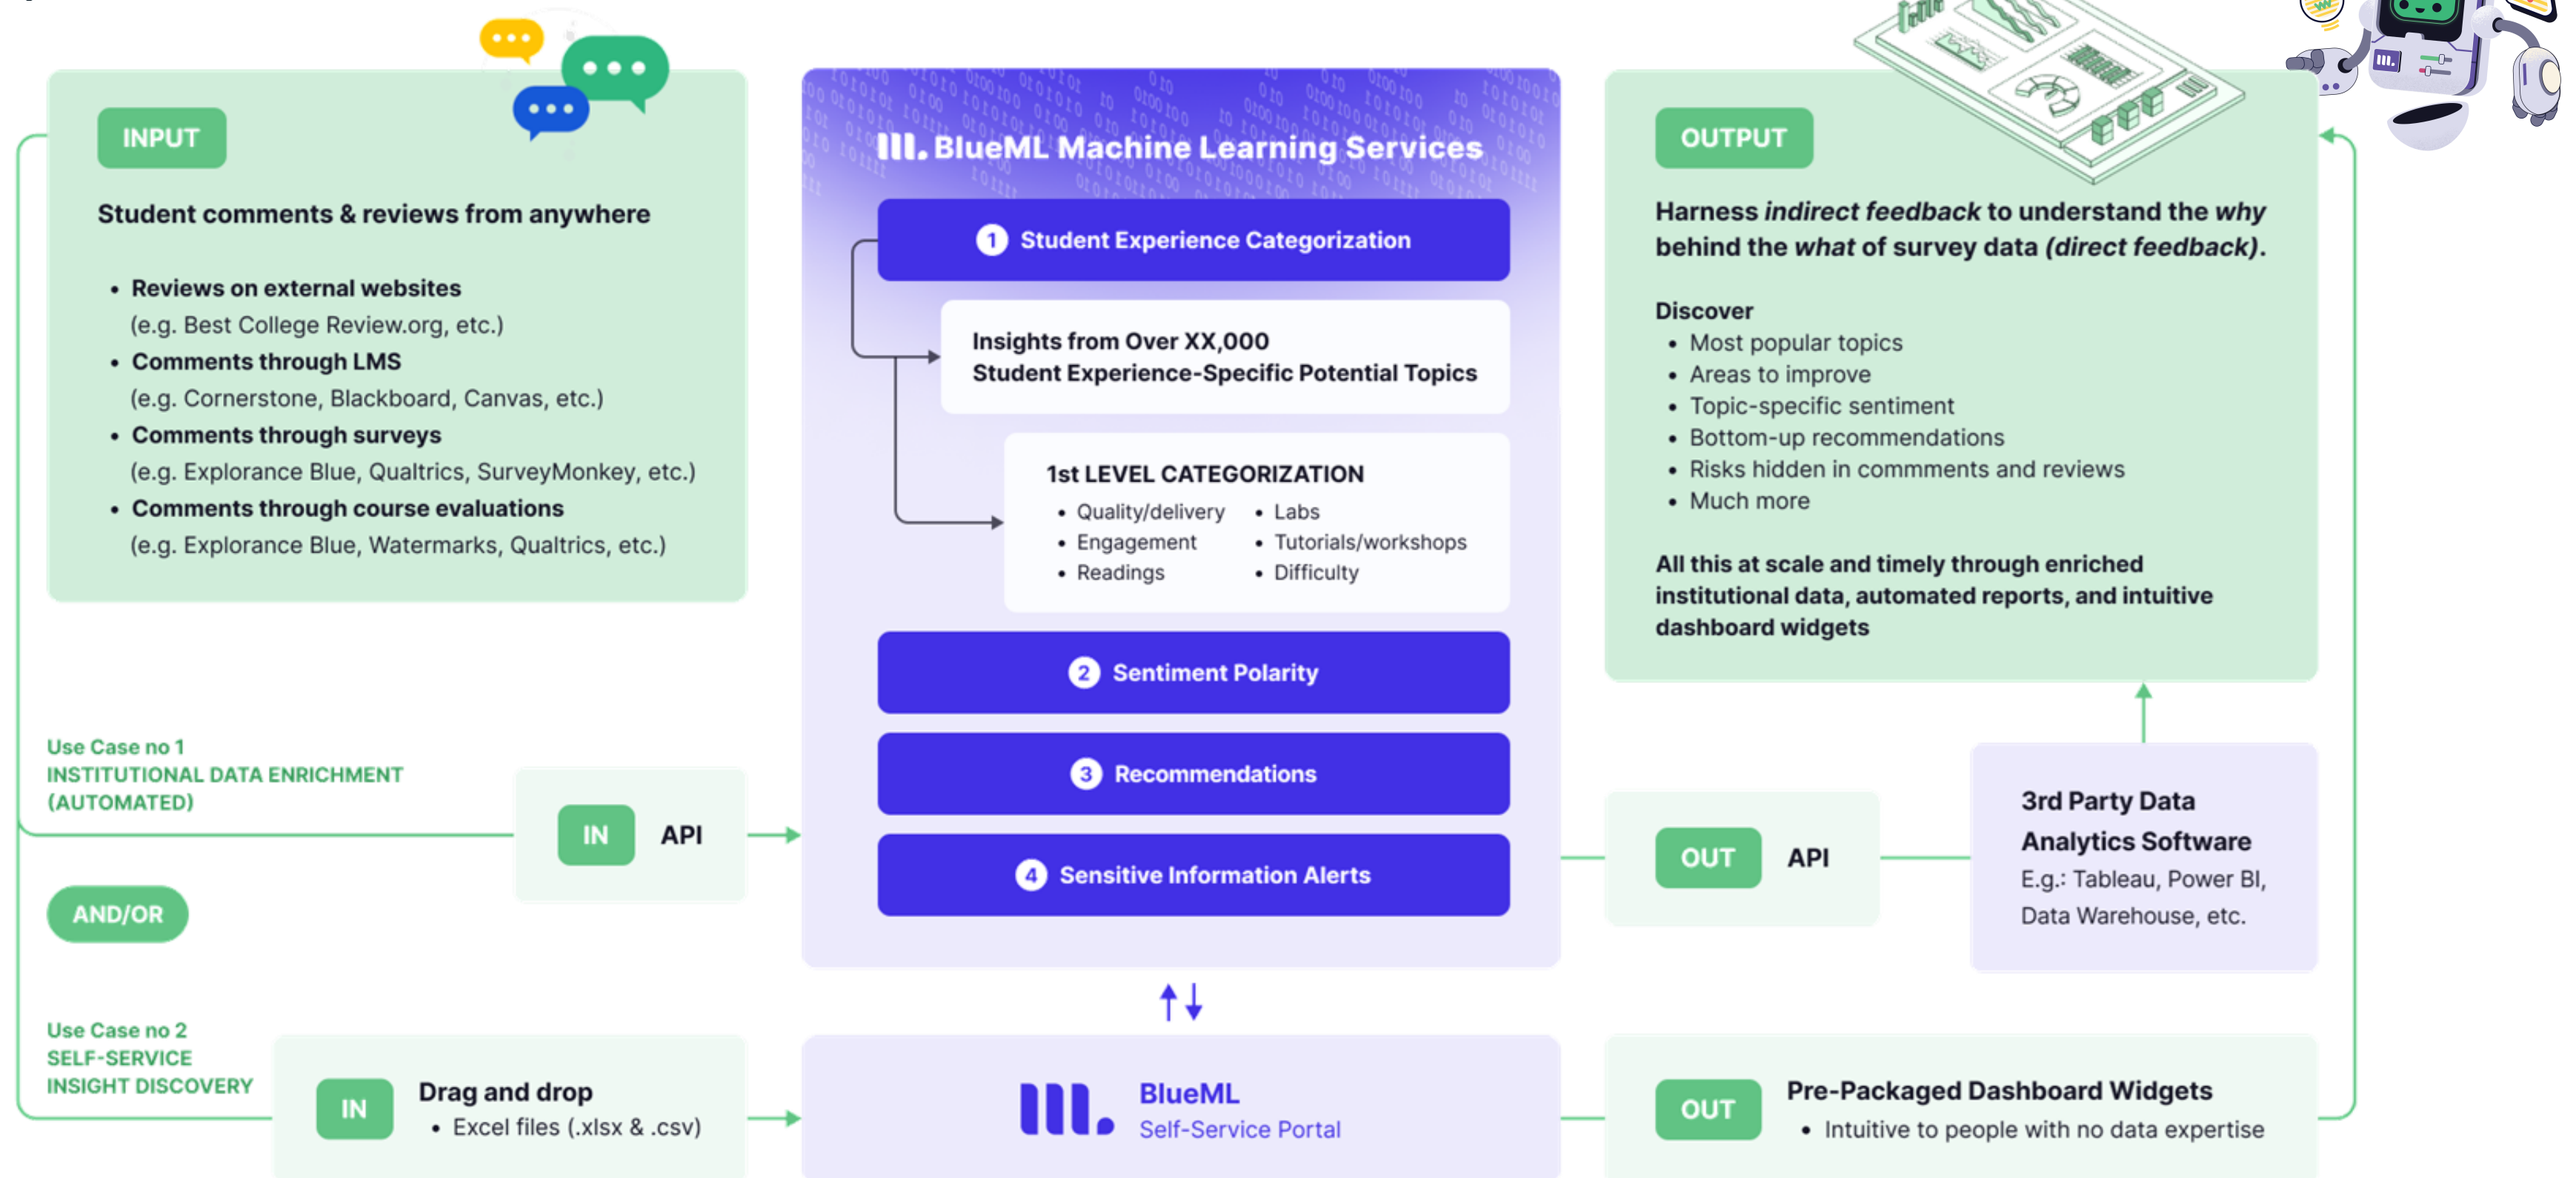 INPUT
Student comments & reviews from anywhere
• Reviews on external websites
(e.g. Best College Review.org, etc.)
• Comments through LMS
(e.g. Cornerstone, Blackboard, Canvas, etc.)
• Comments through surveys
(e.g. Explorance Blue, Qualtrics, SurveyMonkey, etc.)
• Comments through course evaluations
(e.g. Explorance Blue, Watermarks, Qualtrics, etc.)
Use Case no 1
INSTITUTIONAL DATA ENRICHMENT
(AUTOMATED)
IN API
AND/OR
Use Case no 2
SELF-SERVICE
INSIGHT DISCOVERY
IN
Drag and drop
• Excel files (.xlsx & .csv)
BlueML Machine Learning Services
1 Student Experience Categorization
Insights from Over XX,000
Student Experience-Specific Potential Topics
1st LEVEL CATEGORIZATION
• Quality/delivery
• Engagement
• Readings
• Labs
• Tutorials/workshops
• Difficulty
2 Sentiment Polarity
3 Recommendations
4 Sensitive Information Alerts
BlueML
Self-Service Portal
OUTPUT
Harness indirect feedback to understand the why
behind the what of survey data (direct feedback).
Discover
• Most popular topics
• Areas to improve
• Topic-specific sentiment
• Bottom-up recommendations
• Risks hidden in commments and reviews
• Much more
All this at scale and timely through enriched
institutional data, automated reports, and intuitive
dashboard widgets
OUT API
3rd Party Data
Analytics Software
E.g.: Tableau, Power BI,
Data Warehouse, etc.
OUT
Pre-Packaged Dashboard Widgets
• Intuitive to people with no data expertise